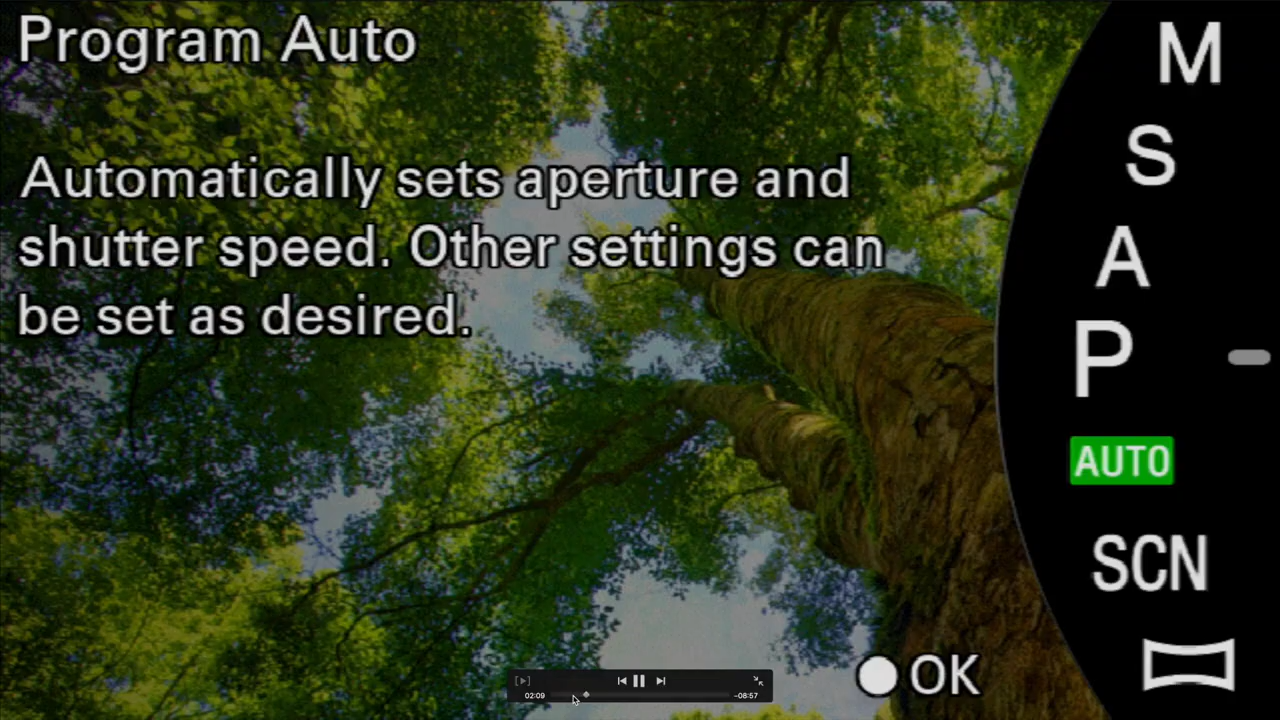 Program Auto
Automatically sets aperture and
shutter speed. Other settings can
be set as desired.
M
S
A
P
AUTO
SCN
OK
02:09
-08:57